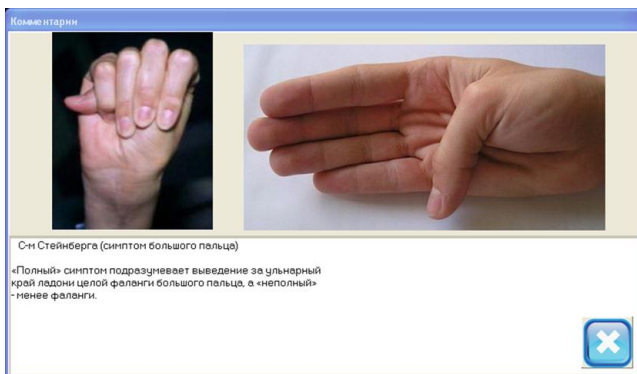 Комментарии
С-м Стейнберга (симптом большого пальца)
«Полный» симптом подразумевает выведение за ульнарный
край ладони целой фаланги большого пальца, а «неполный»
- менее фаланги.